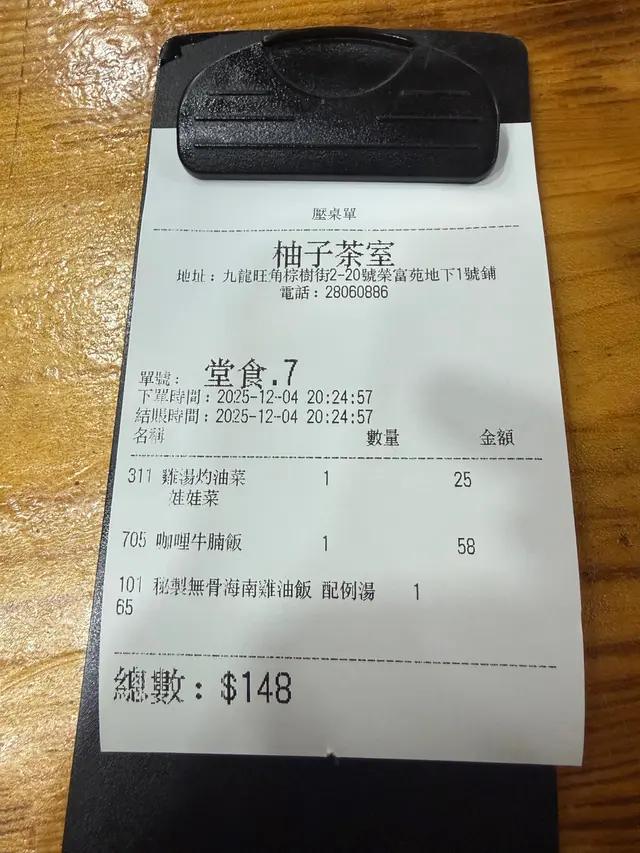 壓桌單
柚子茶室
地址：九龍旺角棕樹街2-20號榮富苑地下1號鋪
電話：28060886
單號： 堂食.7
下單時間：2025-12-04 20:24:57
結賬時間：2025-12-04 20:24:57
名稱 數量 金額
311 雞湯灼油菜 1 25
娃娃菜
705 咖哩牛腩飯 1 58
101 秘製無骨海南雞油飯 配例湯 1
65
總數：$148